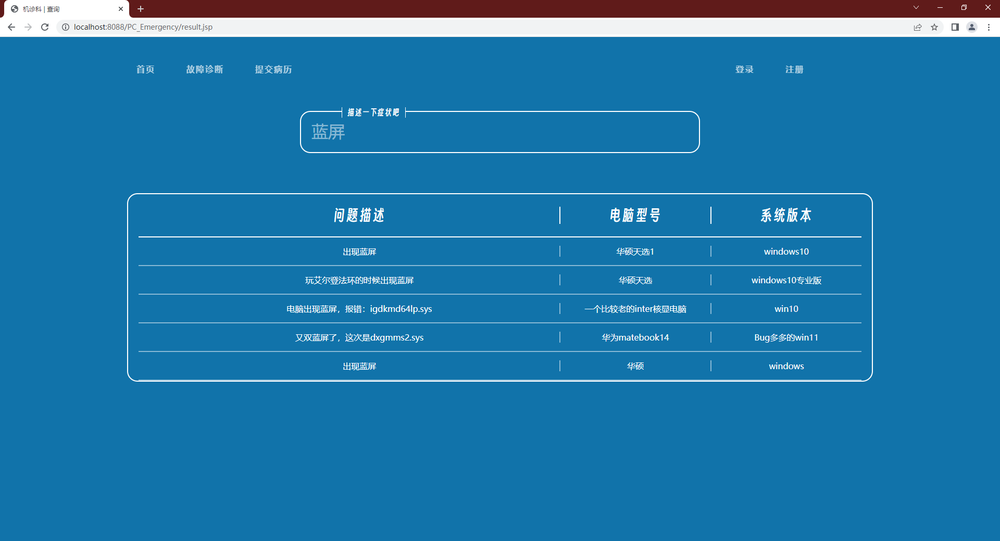 机诊科 | 查询
localhost:8088/PC_Emergency/result.jsp
首页 故障诊断 提交病历 登录 注册
描述一下症状吧
蓝屏
问题描述 电脑型号 系统版本
出现蓝屏 华硕天选1 windows10
玩艾尔登法环的时候出现蓝屏 华硕天选 windows10专业版
电脑出现蓝屏，报错：igdkmd64lp.sys 一个比较老的inter核显电脑 win10
又双蓝屏了，这次是dxgmms2.sys 华为matebook14 Bug多多的win11
出现蓝屏 华硕 windows